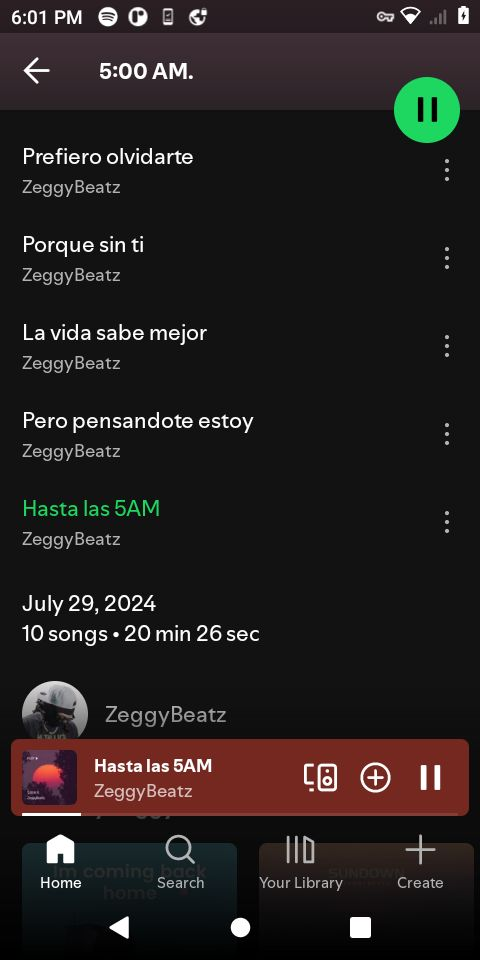 6:01 PM
5:00 AM.
Prefiero olvidarte
ZeggyBeatz
Porque sin ti
ZeggyBeatz
La vida sabe mejor
ZeggyBeatz
Pero pensandote estoy
ZeggyBeatz
Hasta las 5AM
ZeggyBeatz
July 29, 2024
10 songs • 20 min 26 sec
ZeggyBeatz
Hasta las 5AM
ZeggyBeatz
Im coming back
home
SUNDOWN
Home
Search
Your Library
Create